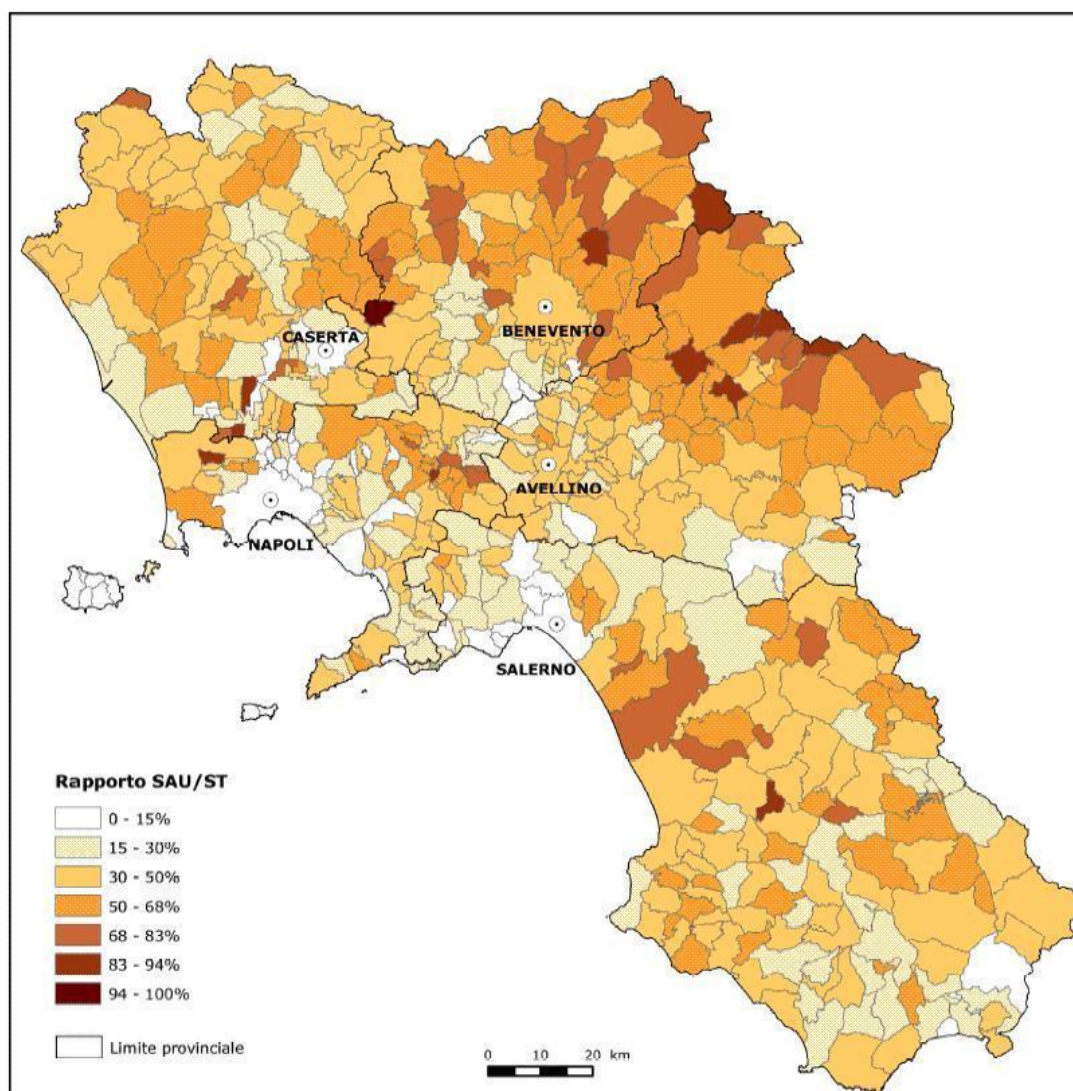 CASERTA
BENEVENTO
AVELLINO
NAPOLI
SALERNO
Rapporto SAU/ST
0 - 15%
15 - 30%
30 - 50%
50 - 68%
68 - 83%
83 - 94%
94 - 100%
Limite provinciale
0 10 20 km